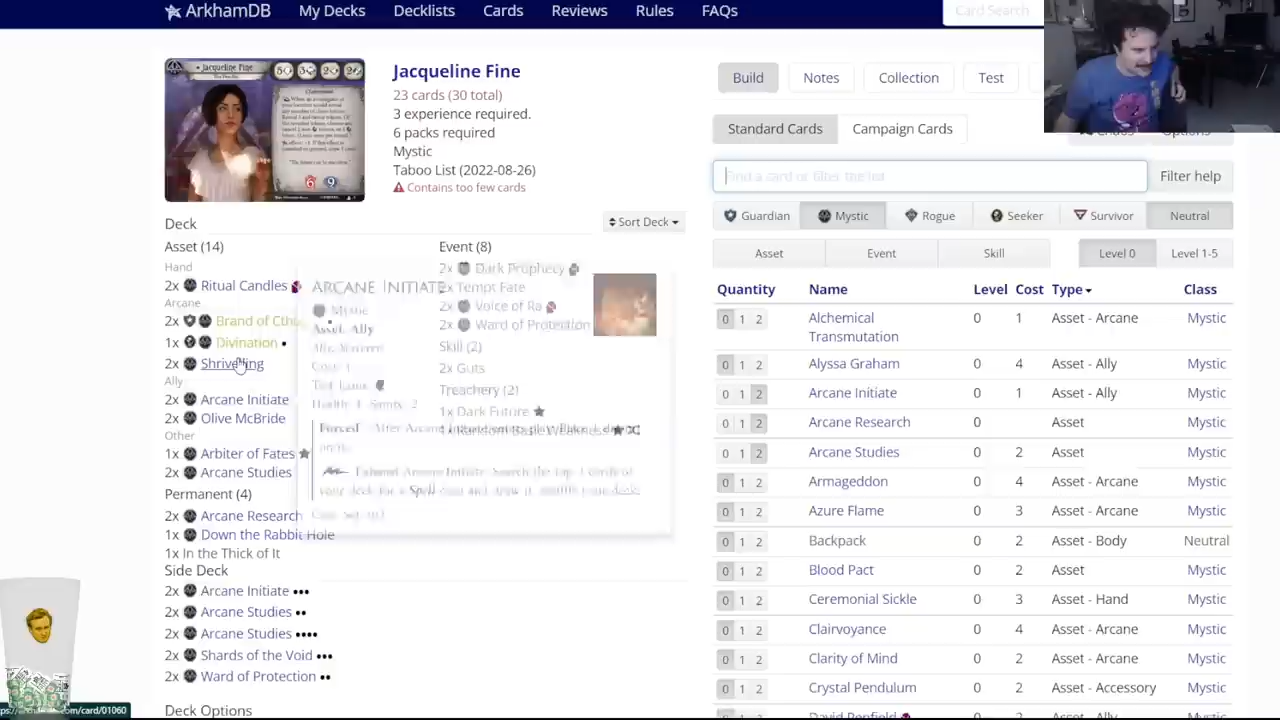 ArkhamDB
My Decks
Decklists
Cards
Reviews
Rules
FAQs
Card Search
Jacqueline Fine
23 cards (30 total)
3 experience required.
6 packs required
Mystic
Taboo List (2022-08-26)
Contains too few cards
Build
Notes
Collection
Test
Standard Cards
Campaign Cards
Options
Find a card or filter the list
Filter help
Guardian
Mystic
Rogue
Seeker
Survivor
Neutral
Asset
Event
Skill
Level 0
Level 1-5
Deck
Sort Deck
Asset (14)
Hand
2x Ritual Candles
Arcane
2x Brand of Cthu
1x Divination
2x Shrivelling
Ally
2x Arcane Initiate
2x Olive McBride
Other
1x Arbiter of Fates
2x Arcane Studies
Permanent (4)
2x Arcane Research
1x Down the Rabbit Hole
1x In the Thick of It
Side Deck
2x Arcane Initiate
2x Arcane Studies
2x Arcane Studies
2x Shards of the Void
2x Ward of Protection
Deck Options
Event (8)
2x Dark Prophecy
2x Tempt Fate
2x Voice of Ra
2x Ward of Protection
Skill (2)
2x Guts
Treachery (2)
1x Dark Future
ARCANE INITIATE
Mystic
Asset. Ally
Quantity Name Level Cost Type Class
0 1 2 Alchemical Transmutation 0 1 Asset - Arcane Mystic
0 1 2 Alyssa Graham 0 4 Asset - Ally Mystic
0 1 2 Arcane Initiate 0 1 Asset - Ally Mystic
0 1 2 Arcane Research 0 Asset Mystic
0 1 2 Arcane Studies 0 2 Asset Mystic
0 1 2 Armageddon 0 4 Asset - Arcane Mystic
0 1 2 Azure Flame 0 3 Asset - Arcane Mystic
0 1 2 Backpack 0 2 Asset - Body Neutral
0 1 2 Blood Pact 0 2 Asset Mystic
0 1 2 Ceremonial Sickle 0 3 Asset - Hand Mystic
0 1 2 Clairvoyance 0 4 Asset - Arcane Mystic
0 1 2 Clarity of Mind 0 2 Asset - Arcane Mystic
0 1 2 Crystal Pendulum 0 2 Asset - Accessory Mystic